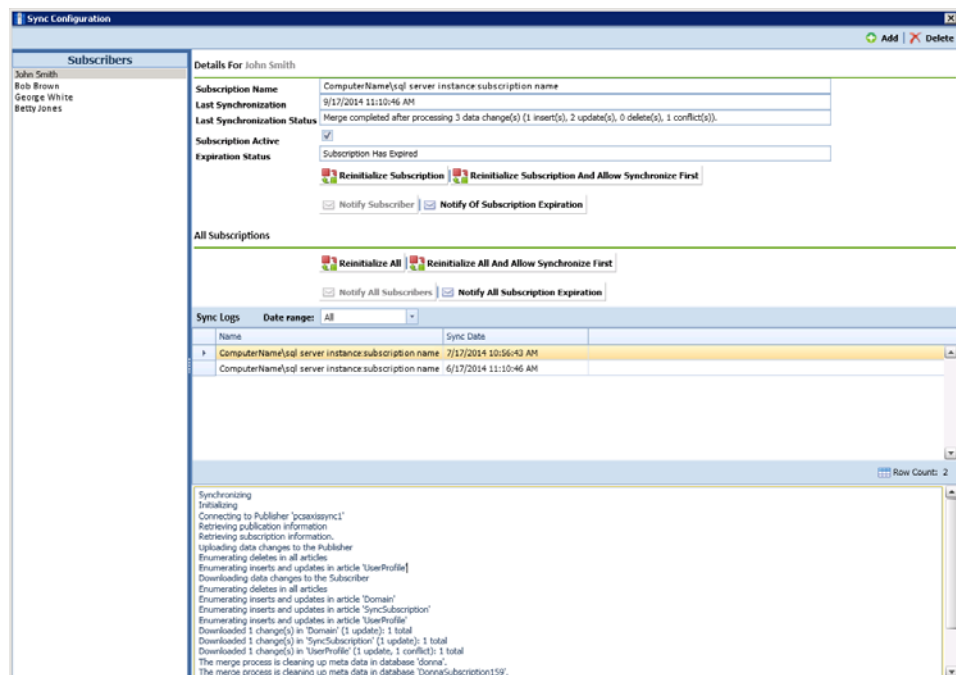 Sync Configuration
Add | Delete
Subscribers
John Smith
Bob Brown
George White
Betty Jones
Details For John Smith
Subscription Name ComputerName\sql server instance:subscription name
Last Synchronization 9/17/2014 11:10:46 AM
Last Synchronization Status Merge completed after processing 3 data change(s) (1 insert(s), 2 update(s), 0 delete(s), 1 conflict(s)).
Subscription Active
Expiration Status Subscription Has Expired
Reinitialize Subscription | Reinitialize Subscription And Allow Synchronize First
Notify Subscriber | Notify Of Subscription Expiration
All Subscriptions
Reinitialize All | Reinitialize All And Allow Synchronize First
Notify All Subscribers | Notify All Subscription Expiration
Sync Logs Date range: All
Name Sync Date
ComputerName\sql server instance:subscription name 7/17/2014 10:56:43 AM
ComputerName\sql server instance:subscription name 6/17/2014 11:10:46 AM
Row Count: 2
Synchronizing
Initializing
Connecting to Publisher 'pcsaxissync1'
Retrieving publication information
Retrieving subscription information.
Uploading data changes to the Publisher
Enumerating deletes in all articles
Enumerating inserts and updates in article 'UserProfile'
Downloading data changes to the Subscriber
Enumerating deletes in all articles
Enumerating inserts and updates in article 'Domain'
Enumerating inserts and updates in article 'SyncSubscription'
Enumerating inserts and updates in article 'UserProfile'
Downloaded 1 change(s) in 'Domain' (1 update): 1 total
Downloaded 1 change(s) in 'SyncSubscription' (1 update): 1 total
Downloaded 1 change(s) in 'UserProfile' (1 update, 1 conflict): 1 total
The merge process is cleaning up meta data in database 'donna'.
The merge process is cleaning up meta data in database 'DonnaSubscription159'.